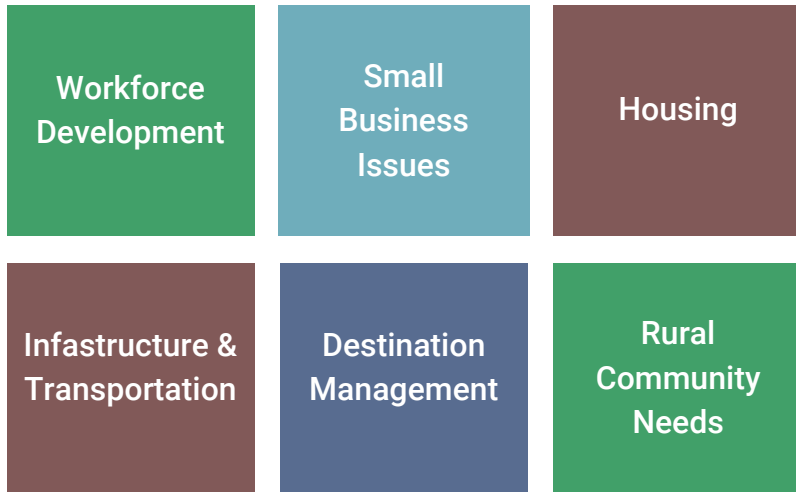 Workforce
Development
Small
Business
Issues
Housing
Infastructure &
Transportation
Destination
Management
Rural
Community
Needs